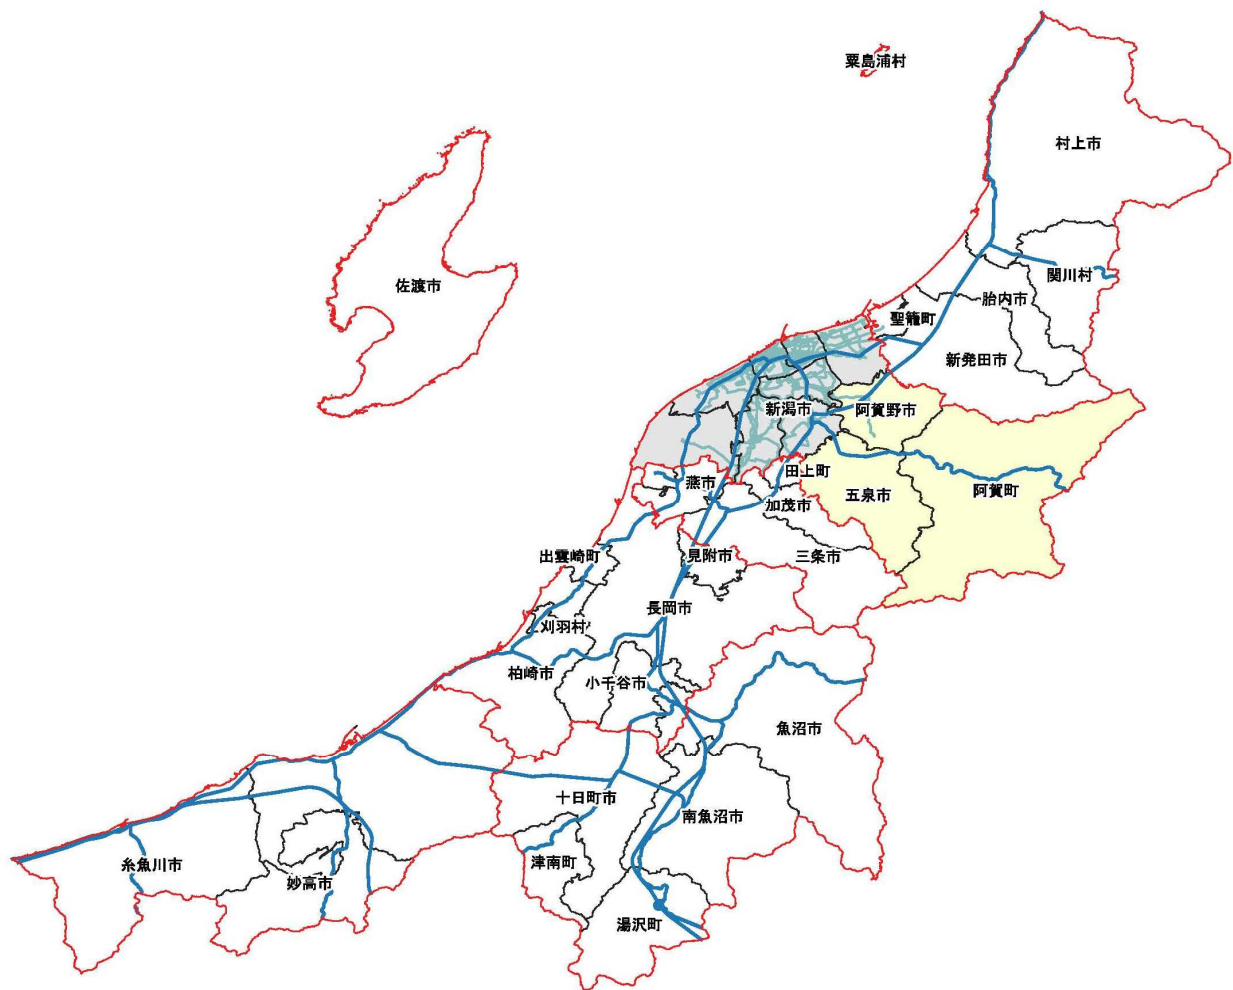 粟島浦村
村上市
関川村
佐渡市
胎内市
聖籠町
新発田市
新潟市
阿賀野市
田上町
燕市
阿賀町
五泉市
加茂市
出雲崎町
見附市
三条市
長岡市
刈羽村
柏崎市
小千谷市
魚沼市
十日町市
南魚沼市
津南町
糸魚川市
妙高市
湯沢町